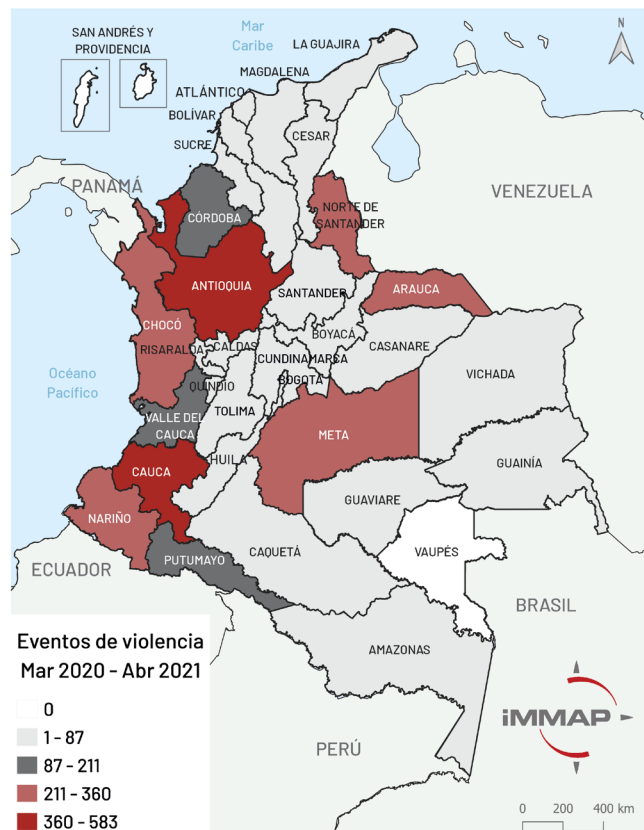 SAN ANDRÉS Y
PROVIDENCIA
Mar
Caribe
LA GUAJIRA
N
MAGDALENA
ATLÁNTICO
BOLÍVAR
CESAR
SUCRE
PANAMÁ
VENEZUELA
CÓRDOBA
NORTE DE
SANTANDER
ANTIOQUIA
SANTANDER
ARAUCA
CHOCÓ
BOYACÁ
RISARALDA
CALDAS
CASANARE
CUNDINAMARCA
Océano
Pacífico
VICHADA
QUINDIO
BOGOTÁ
TOLIMA
VALLE DEL
CAUCA
META
HUILA
GUAINÍA
CAUCA
GUAVIARE
NARIÑO
VAUPÉS
CAQUETÁ
PUTUMAYO
ECUADOR
BRASIL
AMAZONAS
PERÚ
Eventos de violencia
Mar 2020 - Abr 2021
0
1 - 87
87 - 211
211 - 360
360 - 583
iMMAP
0 200 400 km